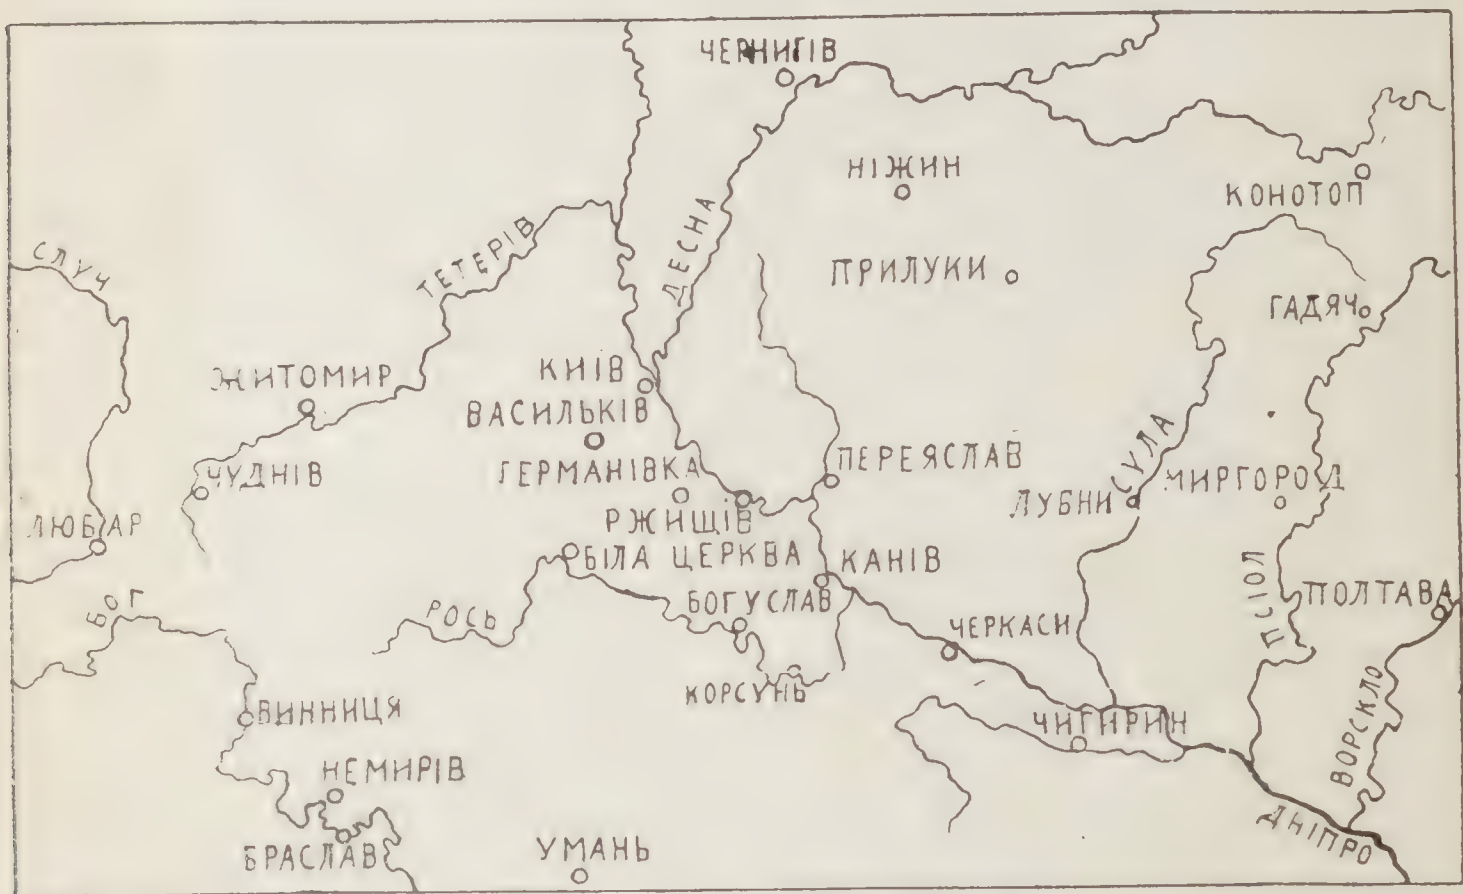 ЧЕРНИГІВ
НІЖИН
КОНОТОП
ДЕСНА
СЛУЧ
ТЕТЕРІВ
ПРИЛУКИ
ГАДЯЧ
ЖИТОМИР
КИЇВ
ВАСИЛЬКІВ
ЧУДНІВ
ГЕРМАНІВКА
ПЕРЕЯСЛАВ
СУЛА
МИРГОРОД
ЛУБНИ
ЛЮБАР
РЖИЩІВ
БІЛА ЦЕРКВА
КАНІВ
БОГ
РОСЬ
БОГУСЛАВ
ЧЕРКАСИ
ПСІОЛ
ПОЛТАВА
КОРСУНЬ
ВИННИЦЯ
ЧИГИРИН
ВОРСКЛО
НЕМИРІВ
БРАСЛАВ
УМАНЬ
ДНІПРО